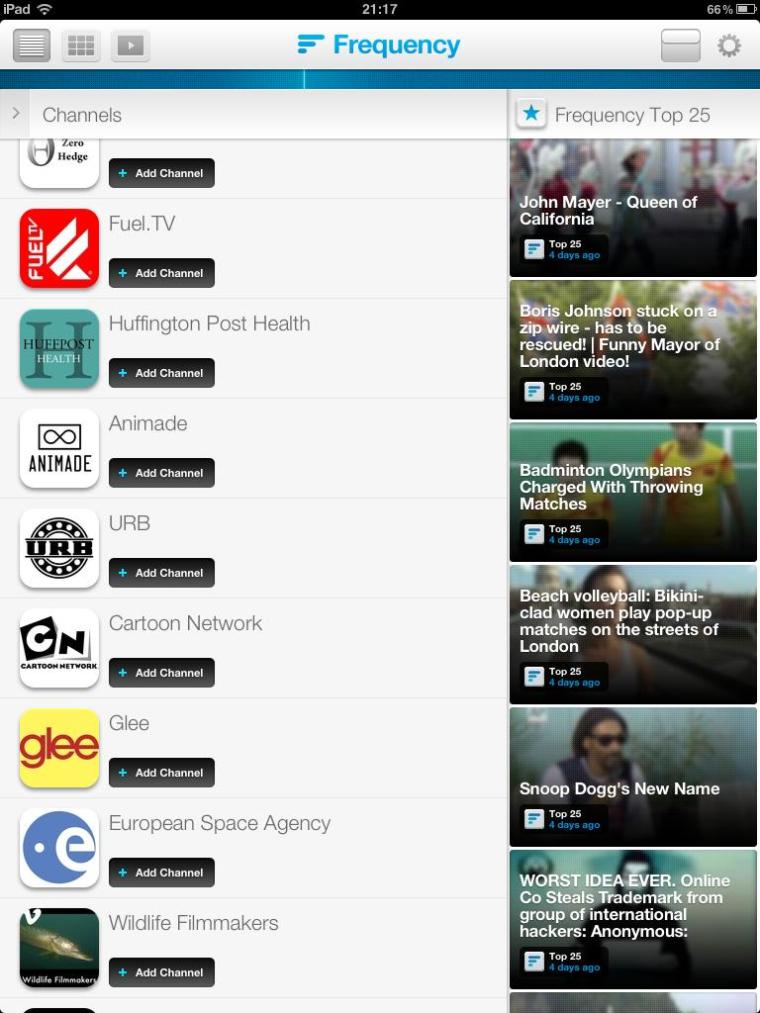 iPad
21:17
66%
Frequency
Channels
Zero
Hedge
+ Add Channel
FUELTV
Fuel.TV
+ Add Channel
H
HUFFPOST
HEALTH
Huffington Post Health
+ Add Channel
ANIMADE
Animade
+ Add Channel
URB
URB
+ Add Channel
CN
CARTOON NETWORK
Cartoon Network
+ Add Channel
glee
Glee
+ Add Channel
e
European Space Agency
+ Add Channel
Wildlife Filmmakers
Wildlife Filmmakers
+ Add Channel
Frequency Top 25
John Mayer - Queen of
California
Top 25
4 days ago
Boris Johnson stuck on a
zip wire - has to be
rescued! | Funny Mayor of
London video!
Top 25
4 days ago
Badminton Olympians
Charged With Throwing
Matches
Top 25
4 days ago
Beach volleyball: Bikini-
clad women play pop-up
matches on the streets of
London
Top 25
4 days ago
Snoop Dogg's New Name
Top 25
4 days ago
WORST IDEA EVER. Online
Co Steals Trademark from
group of international
hackers: Anonymous:
Top 25
4 days ago